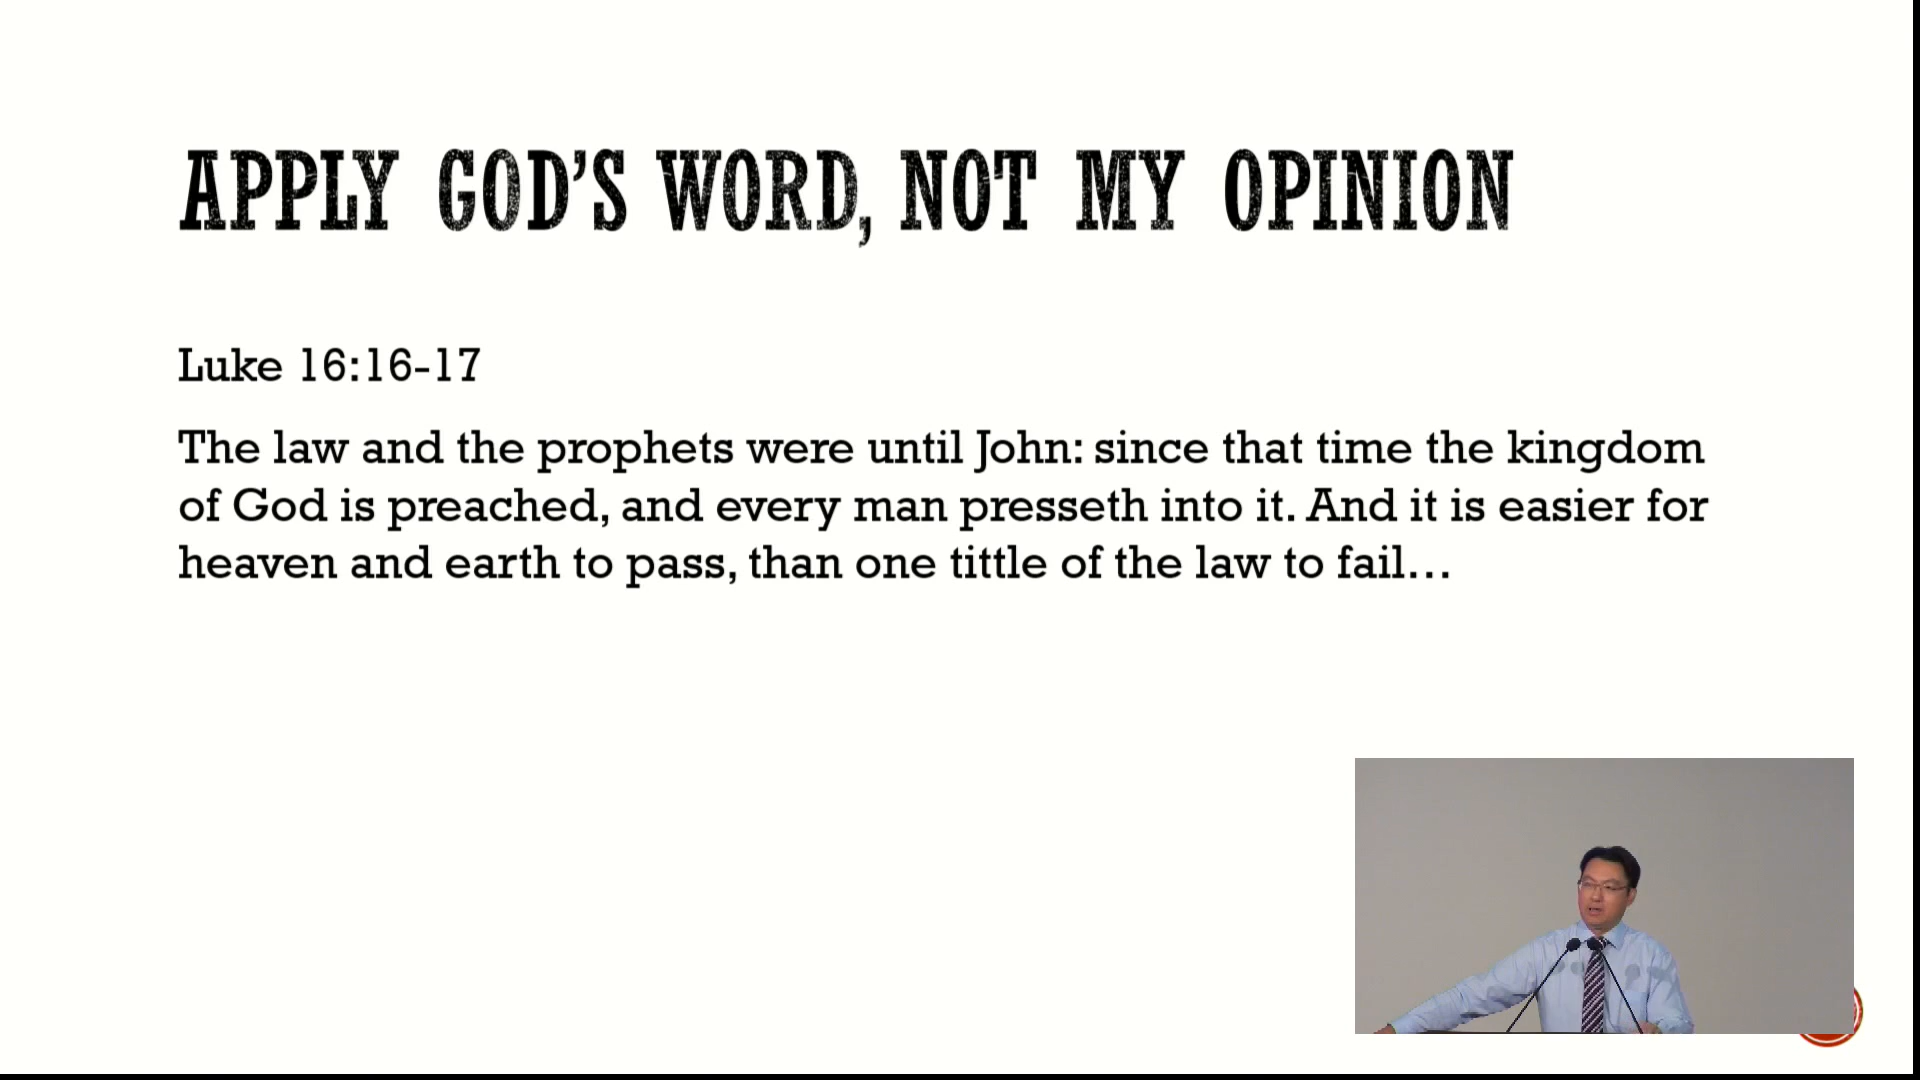 APPLY GOD’S WORD, NOT MY OPINION
Luke 16:16-17
The law and the prophets were until John: since that time the kingdom
of God is preached, and every man presseth into it. And it is easier for
heaven and earth to pass, than one tittle of the law to fail…